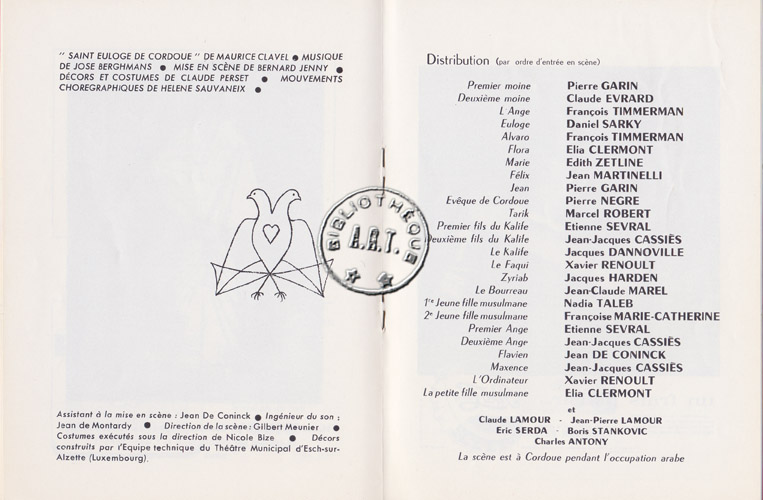 " SAINT EULOGE DE CORDOUE " DE MAURICE CLAVEL ● MUSIQUE
DE JOSE BERGHMANS ● MISE EN SCÈNE DE BERNARD JENNY ●
DÉCORS ET COSTUMES DE CLAUDE PERSET ● MOUVEMENTS
CHOREGRAPHIQUES DE HELENE SAUVANEIX ●
Assistant à la mise en scène : Jean De Coninck ● Ingénieur du son :
Jean de Montardy ● Direction de la scène : Gilbert Meunier ●
Costumes exécutés sous la direction de Nicole Bize ● Décors
construits par l'Equipe technique du Théâtre Municipal d'Esch-sur-
Alzette (Luxembourg).
BIBLIOTHÈQUE
A.R.T.
Distribution (par ordre d'entrée en scène)
Premier moine Pierre GARIN
Deuxième moine Claude EVRARD
L'Ange François TIMMERMAN
Euloge Daniel SARKY
Alvaro François TIMMERMAN
Flora Elia CLERMONT
Marie Edith ZETLINE
Félix Jean MARTINELLI
Jean Pierre GARIN
Evêque de Cordoue Pierre NEGRE
Tarik Marcel ROBERT
Premier fils du Kalife Etienne SEVRAL
Deuxième fils du Kalife Jean-Jacques CASSIÈS
Le Kalife Jacques DANNOVILLE
Le Faqui Xavier RENOULT
Zyriab Jacques HARDEN
Le Bourreau Jean-Claude MAREL
1re Jeune fille musulmane Nadia TALEB
2e Jeune fille musulmane Françoise MARIE-CATHERINE
Premier Ange Etienne SEVRAL
Deuxième Ange Jean-Jacques CASSIÈS
Flavien Jean DE CONINCK
Maxence Jean-Jacques CASSIÈS
L'Ordinateur Xavier RENOULT
La petite fille musulmane Elia CLERMONT
et
Claude LAMOUR - Jean-Pierre LAMOUR
Eric SERDA - Boris STANKOVIC
Charles ANTONY
La scène est à Cordoue pendant l'occupation arabe